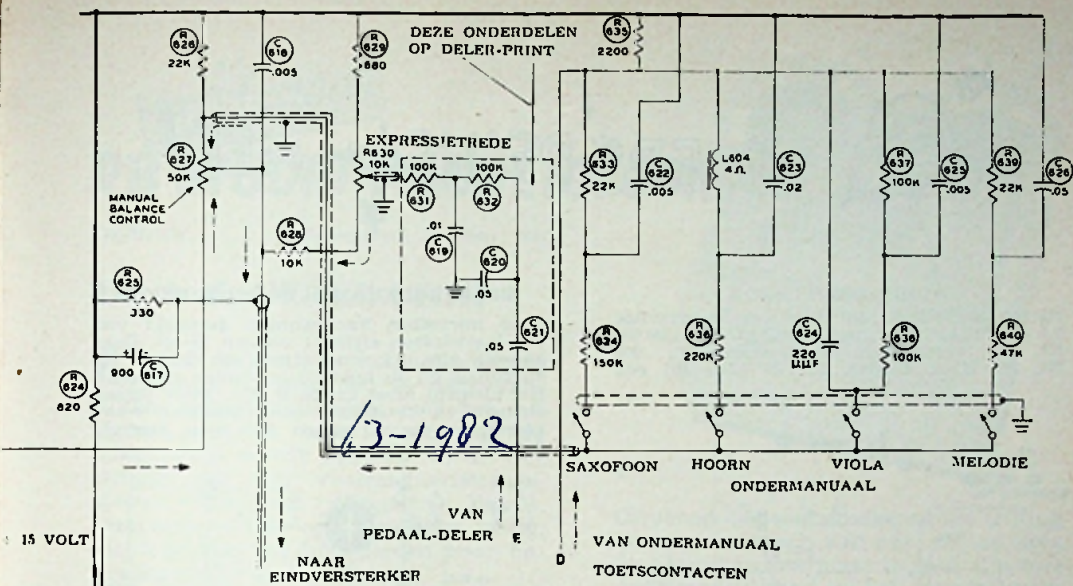 R 626
22K
C 618
.005
R 629
680
DEZE ONDERDELEN
OP DELER-PRINT
R 635
2200
R 627
50K
MANUAL
BALANCE
CONTROL
EXPRESSIETREDE
R630
10K
100K
R 631
100K
R 632
.01
C 619
C 620
.05
C 621
.05
R 628
10K
R 625
.330
900
C 617
R 624
820
R 633
22K
C 622
.005
L604
4Ω
C 623
.02
R 637
100K
C 625
.005
R 639
22K
C 626
.05
R 634
150K
R 636
220K
C 624
220
µµF
R 638
100K
R 640
47K
13-1982
SAXOFOON
HOORN
VIOLA
MELODIE
ONDERMANUAAL
15 VOLT
NAAR
EINDVERSTERKER
VAN
PEDAAL-DELER E
D
VAN ONDERMANUAAL
TOETSCONTACTEN